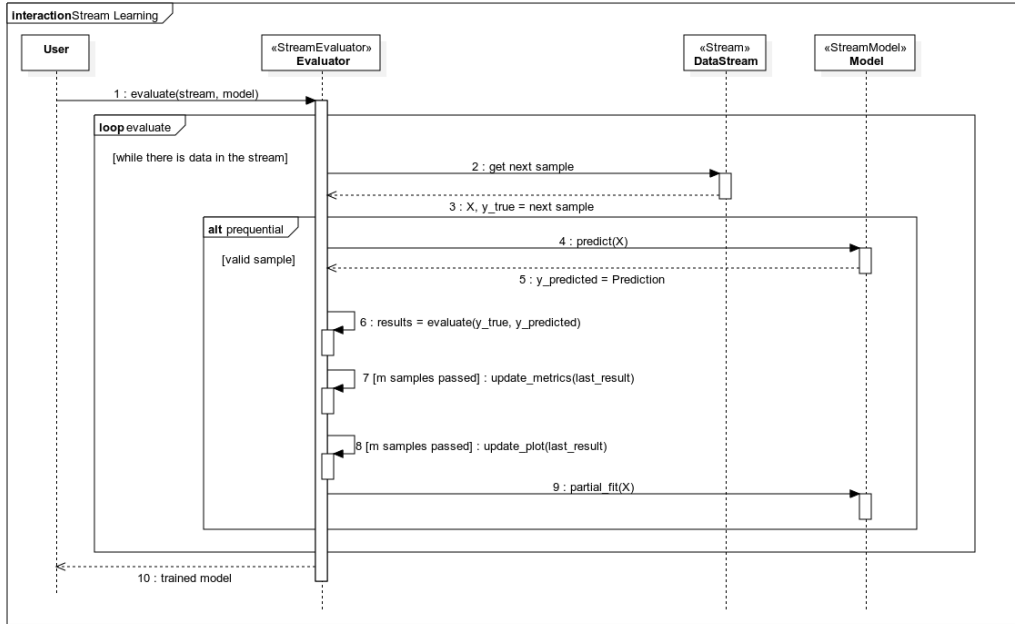 interaction Stream Learning
User
«StreamEvaluator»
Evaluator
«Stream»
DataStream
«StreamModel»
Model
1 : evaluate(stream, model)
loop evaluate
[while there is data in the stream]
2 : get next sample
3 : X, y_true = next sample
alt prequential
4 : predict(X)
[valid sample]
5 : y_predicted = Prediction
6 : results = evaluate(y_true, y_predicted)
7 [m samples passed] : update_metrics(last_result)
8 [m samples passed] : update_plot(last_result)
9 : partial_fit(X)
10 : trained model